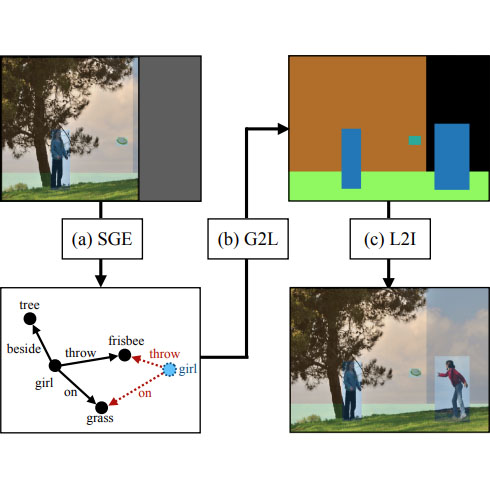 (a) SGE
(b) G2L
(c) L2I
tree
beside
throw
frisbee
throw
girl
girl
on
on
grass